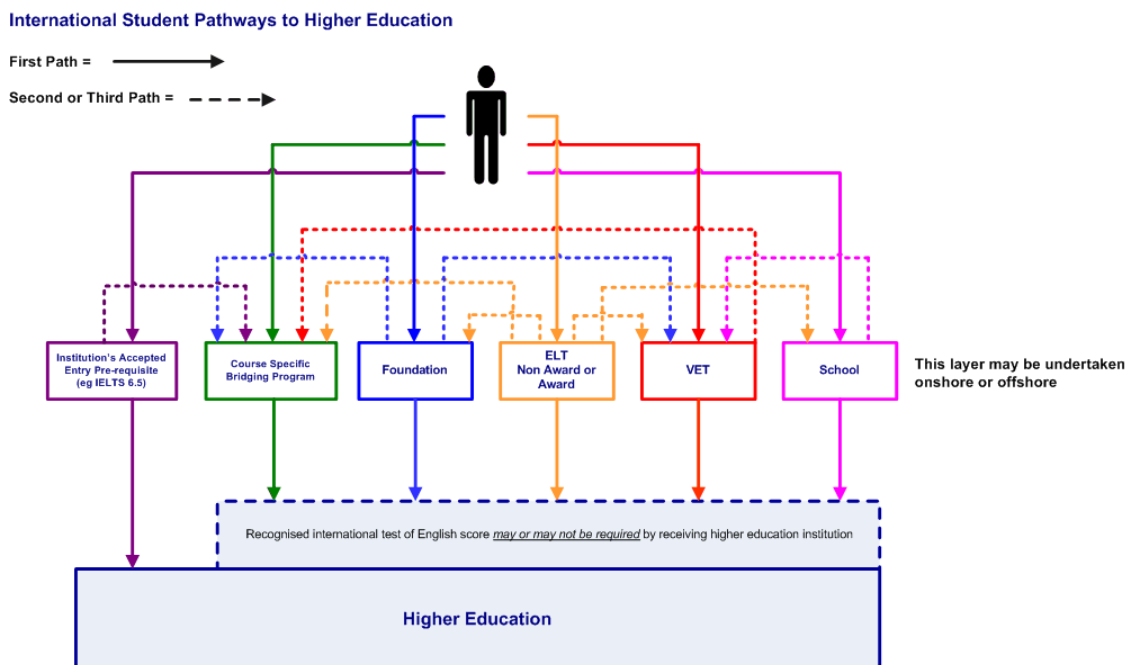 International Student Pathways to Higher Education
First Path =
Second or Third Path =
Institution's Accepted
Entry Pre-requisite
(eg IELTS 6.5)
Course Specific
Bridging Program
Foundation
ELT
Non Award or
Award
VET
School
This layer may be undertaken
onshore or offshore
Recognised international test of English score may or may not be required by receiving higher education institution
Higher Education